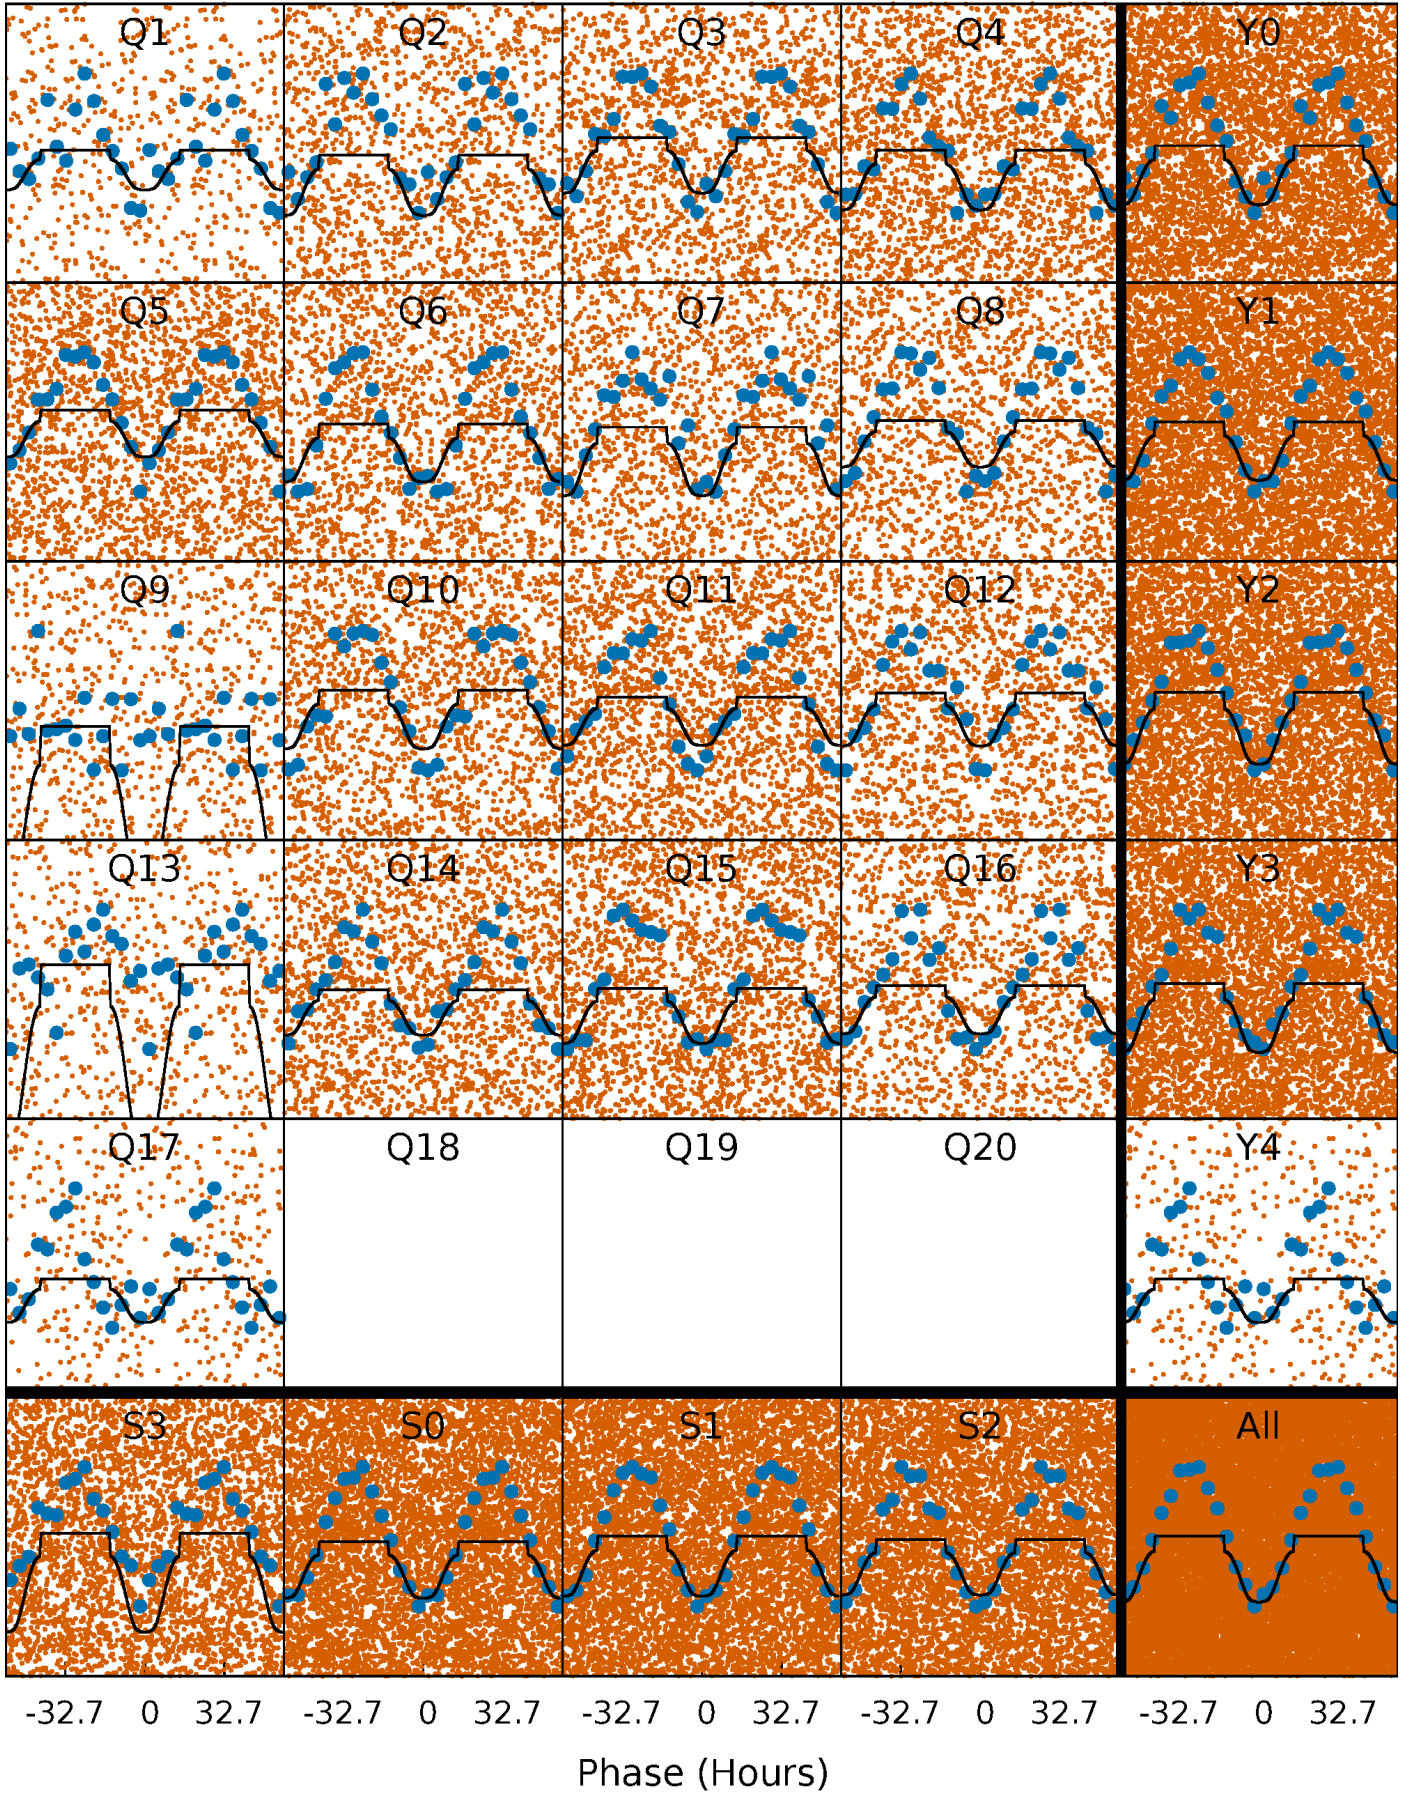 Q1 Q2 Q3 Q4 Y0
Q5 Q6 Q7 Q8 Y1
Q9 Q10 Q11 Q12 Y2
Q13 Q14 Q15 Q16 Y3
Q17 Q18 Q19 Q20 Y4
S3 S0 S1 S2 All
-32.7 0 32.7 -32.7 0 32.7 -32.7 0 32.7 -32.7 0 32.7 -32.7 0 32.7
Phase (Hours)